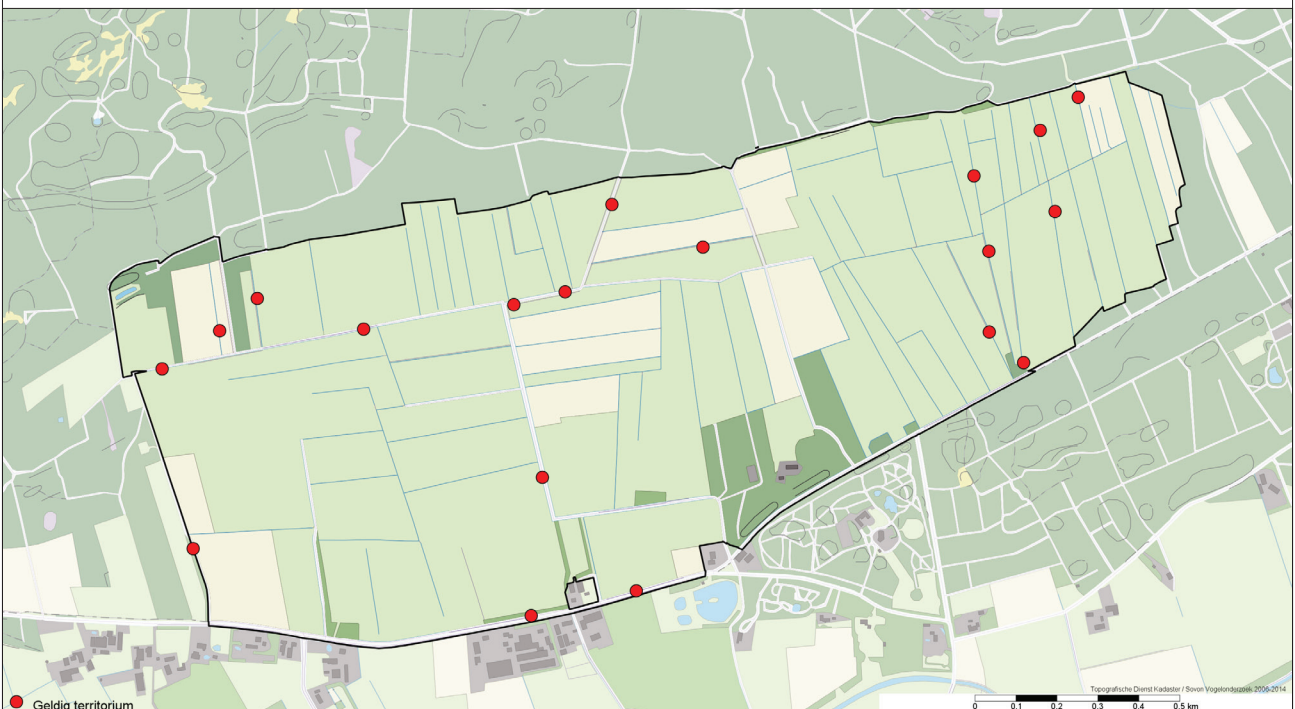 Topografische Dienst Kadaster / Sovon Vogelonderzoek 2006-2014
Geldig territorium
0 0.1 0.2 0.3 0.4 0.5 km